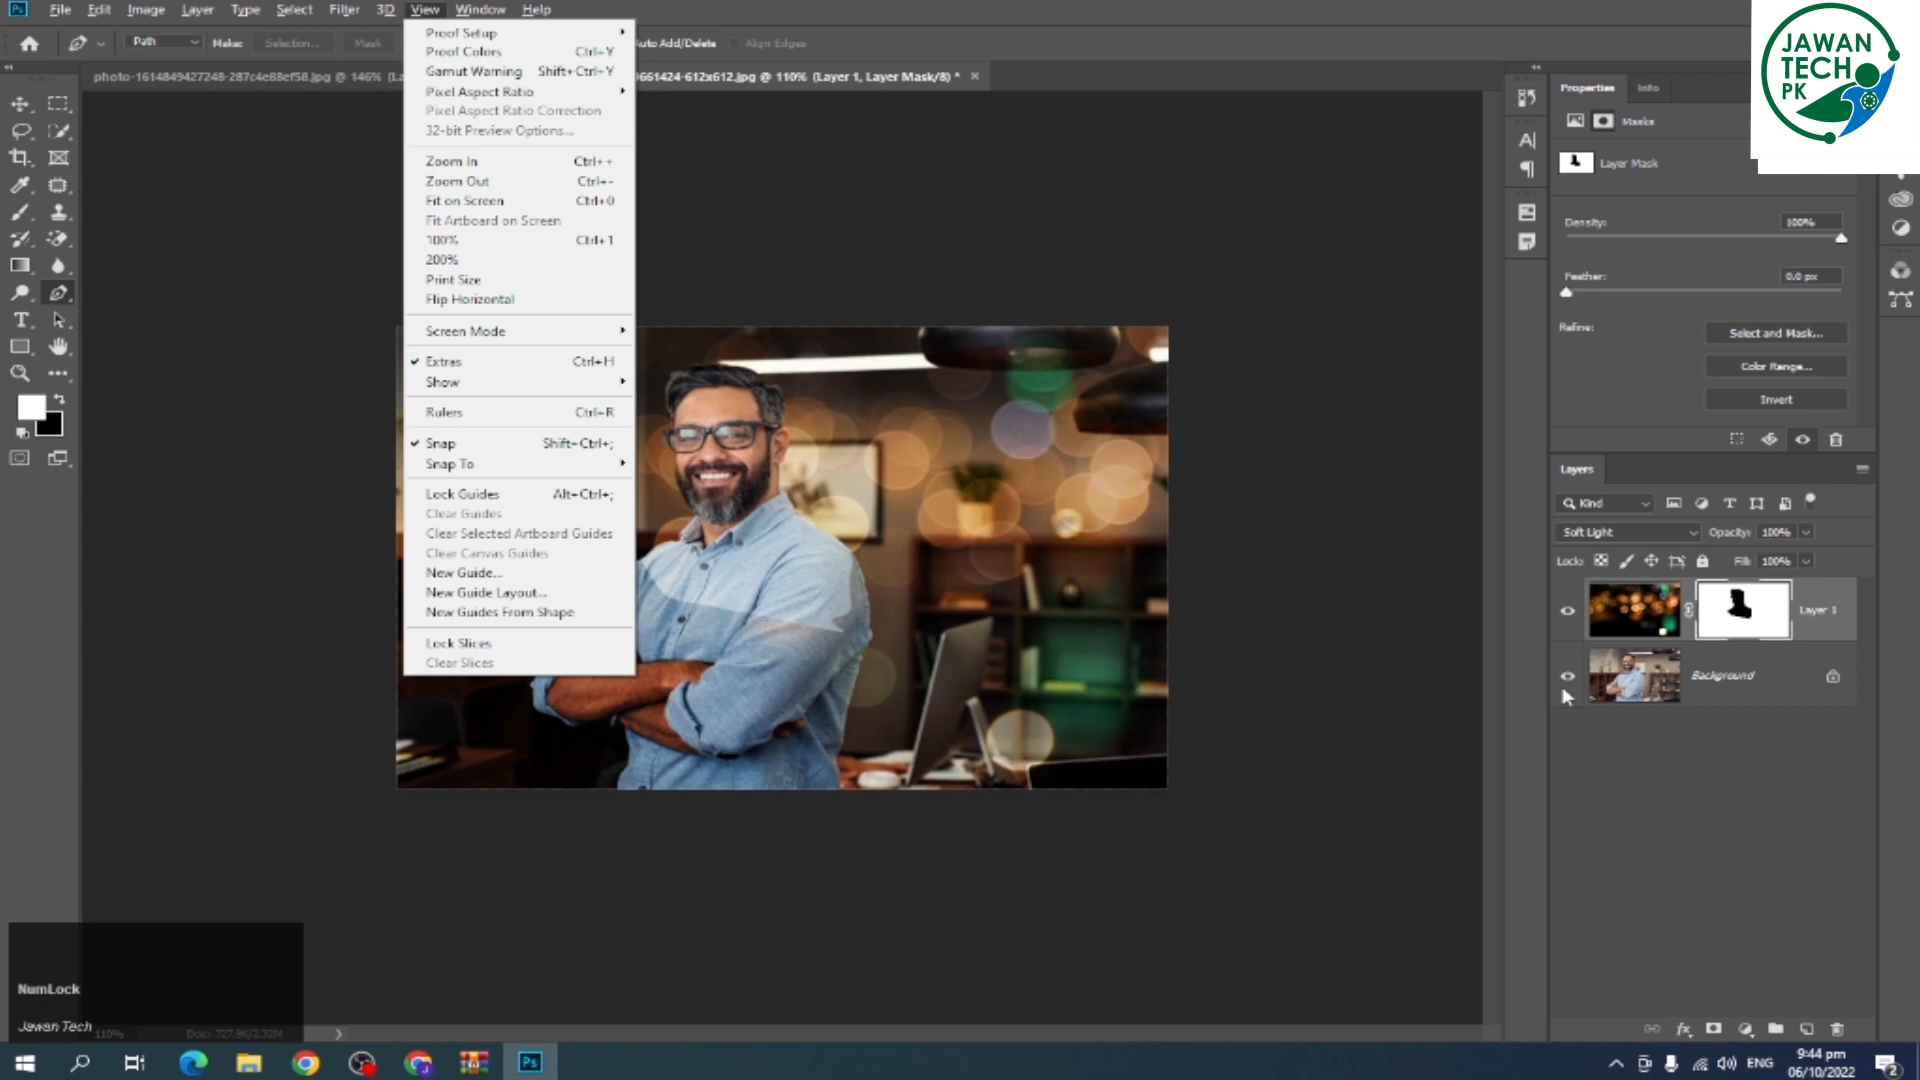 Ps File Edit Image Layer Type Select Filter 3D View Window Help
Path Make: Selection... Mask Auto Add/Delete Align Edges
photo-1614849427248-287c4e88ef58.jpg @ 146% (La
0661424-612x612.jpg @ 110% (Layer 1, Layer Mask/8) *
Proof Setup
Proof Colors Ctrl+Y
Gamut Warning Shift+Ctrl+Y
Pixel Aspect Ratio
Pixel Aspect Ratio Correction
32-bit Preview Options...
Zoom In Ctrl++
Zoom Out Ctrl+-
Fit on Screen Ctrl+0
Fit Artboard on Screen
100% Ctrl+1
200%
Print Size
Flip Horizontal
Screen Mode
Extras Ctrl+H
Show
Rulers Ctrl+R
Snap Shift+Ctrl+;
Snap To
Lock Guides Alt+Ctrl+;
Clear Guides
Clear Selected Artboard Guides
Clear Canvas Guides
New Guide...
New Guide Layout...
New Guides From Shape
Lock Slices
Clear Slices
JAWAN
TECH
PK
Properties Info
Masks
Layer Mask
Density: 100%
Feather: 0.0 px
Refine: Select and Mask...
Color Range...
Invert
Layers
Kind
Soft Light Opacity: 100%
Lock: Fill: 100%
Layer 1
Background
NumLock
Jawan Tech
110% Doc: 727.9K/2.32M
Ps
ENG
9:44 pm
06/10/2022
2